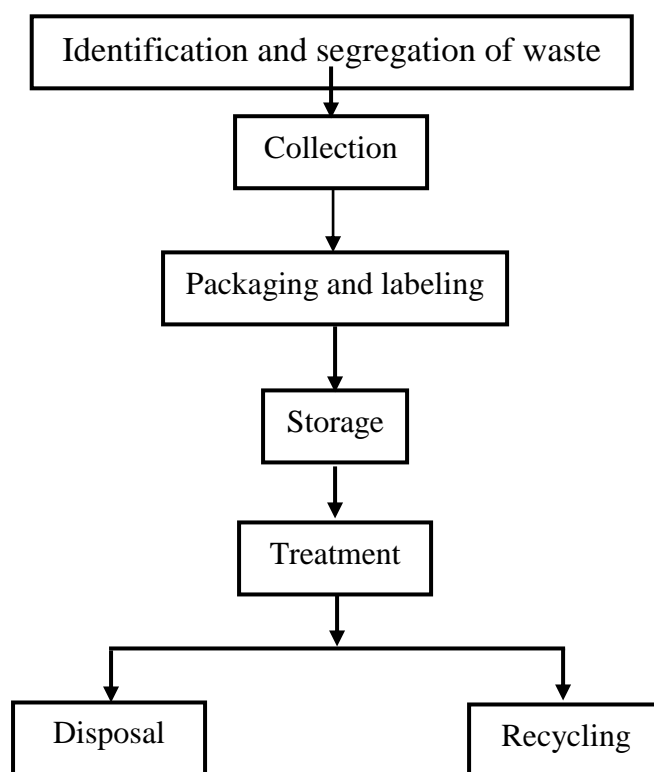 Identification and segregation of waste
Collection
Packaging and labeling
Storage
Treatment
Disposal
Recycling